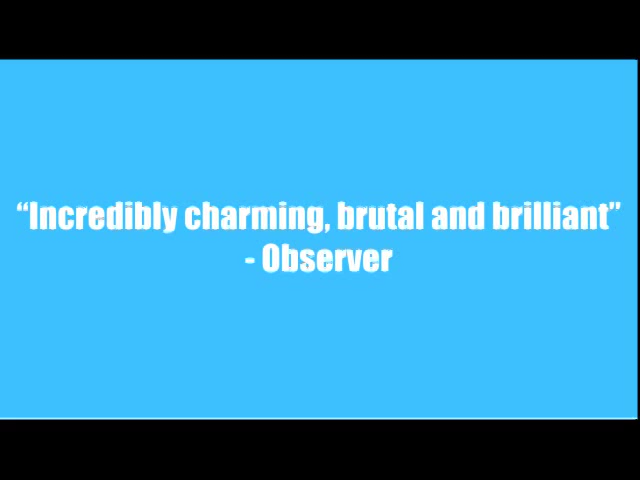 “Incredibly charming, brutal and brilliant”
- Observer